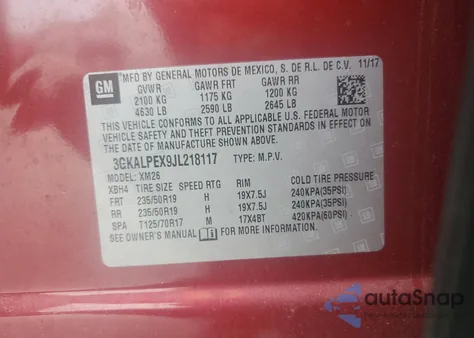 GM
MFD BY GENERAL MOTORS DE MEXICO, S. DE R.L. DE C.V. 11/17
GVWR GAWR FRT GAWR RR
2100 KG 1175 KG 1200 KG
4630 LB 2590 LB 2645 LB
THIS VEHICLE CONFORMS TO ALL APPLICABLE U.S. FEDERAL MOTOR
VEHICLE SAFETY, BUMPER, AND THEFT PREVENTION STANDARDS IN EFFECT ON
THE DATE OF MANUFACTURE SHOWN ABOVE.
3GKALPEX9JL218117 TYPE: M.P.V.
MODEL: XM26
XBH4 TIRE SIZE SPEED RTG RIM COLD TIRE PRESSURE
FRT 235/50R19 H 19X7.5J 240KPA(35PSI)
RR 235/50R19 H 19X7.5J 240KPA(35PSI)
SPA T125/70R17 M 17X4BT 420KPA(60PSI)
SEE OWNER'S MANUAL FOR MORE INFORMATION
autoSnap